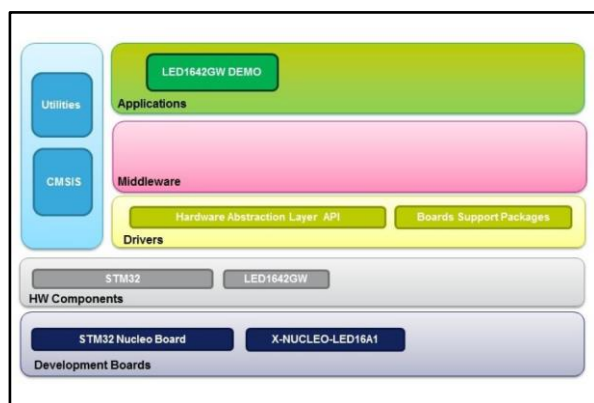 LED1642GW DEMO
Utilities
Applications
CMSIS
Middleware
Hardware Abstraction Layer API
Boards Support Packages
Drivers
STM32
LED1642GW
HW Components
STM32 Nucleo Board
X-NUCLEO-LED16A1
Development Boards